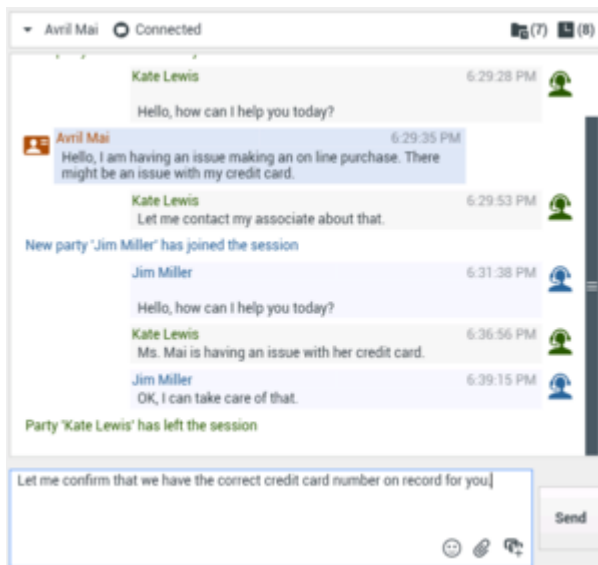 Avril Mai Connected (7) (8)
Kate Lewis 6:29:28 PM
Hello, how can I help you today?
Avril Mai 6:29:35 PM
Hello, I am having an issue making an on line purchase. There
might be an issue with my credit card.
Kate Lewis 6:29:53 PM
Let me contact my associate about that.
New party 'Jim Miller' has joined the session
Jim Miller 6:31:38 PM
Hello, how can I help you today?
Kate Lewis 6:36:56 PM
Ms. Mai is having an issue with her credit card.
Jim Miller 6:39:15 PM
OK, I can take care of that.
Party 'Kate Lewis' has left the session
Let me confirm that we have the correct credit card number on record for you.
Send